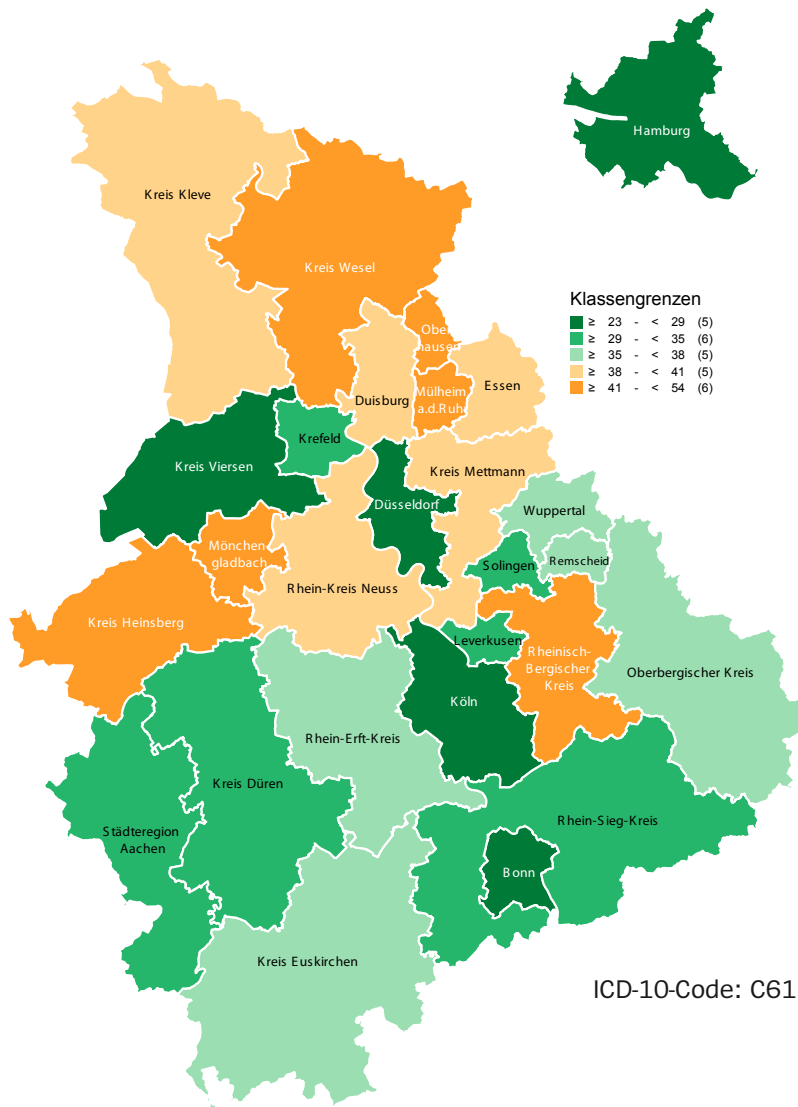 Hamburg
Kreis Kleve
Kreis Wesel
Klassengrenzen
≥ 23 - < 29 (5)
≥ 29 - < 35 (6)
≥ 35 - < 38 (5)
≥ 38 - < 41 (5)
≥ 41 - < 54 (6)
Ober
hausen
Mülheim
a.d.Ruhr
Essen
Duisburg
Krefeld
Kreis Viersen
Kreis Mettmann
Düsseldorf
Wuppertal
Mönchen
gladbach
Solingen
Remscheid
Rhein-Kreis Neuss
Kreis Heinsberg
Leverkusen
Rheinisch-
Bergischer
Kreis
Oberbergischer Kreis
Köln
Rhein-Erft-Kreis
Kreis Düren
Rhein-Sieg-Kreis
Städteregion
Aachen
Bonn
Kreis Euskirchen
ICD-10-Code: C61